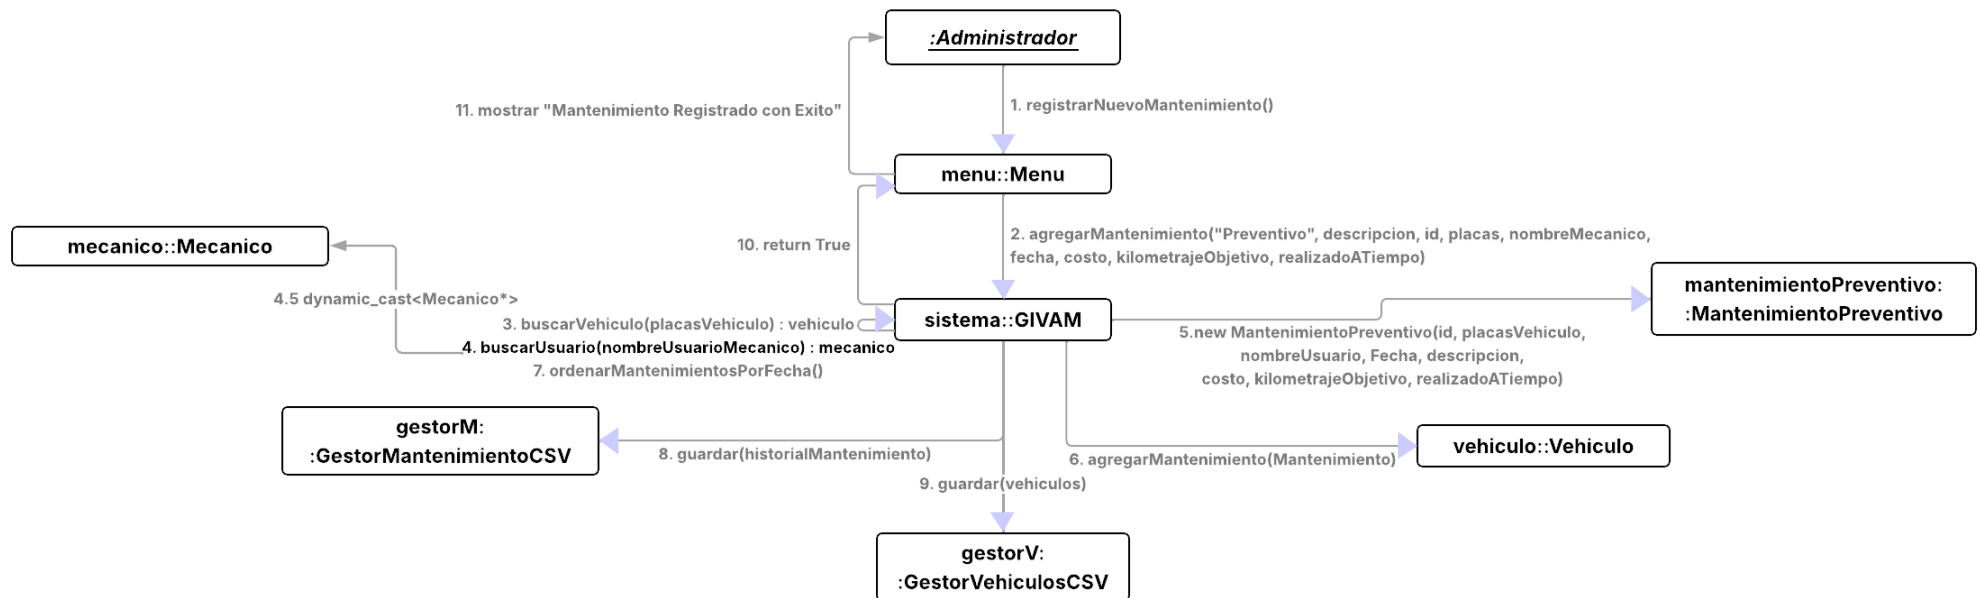 :Administrador
11. mostrar "Mantenimiento Registrado con Exito"
1. registrarNuevoMantenimiento()
menu::Menu
mecanico::Mecanico
10. return True
2. agregarMantenimiento("Preventivo", descripcion, id, placas, nombreMecanico,
fecha, costo, kilometrajeObjetivo, realizadoATiempo)
mantenimientoPreventivo:
:MantenimientoPreventivo
4.5 dynamic_cast<Mecanico*>
3. buscarVehiculo(placasVehiculo) : vehiculo
sistema::GIVAM
4. buscarUsuario(nombreUsuarioMecanico) : mecanico
7. ordenarMantenimientosPorFecha()
5.new MantenimientoPreventivo(id, placasVehiculo,
nombreUsuario, Fecha, descripcion,
costo, kilometrajeObjetivo, realizadoATiempo)
gestorM:
:GestorMantenimientoCSV
8. guardar(historialMantenimiento)
6. agregarMantenimiento(Mantenimiento)
vehiculo::Vehiculo
9. guardar(vehiculos)
gestorV:
:GestorVehiculosCSV